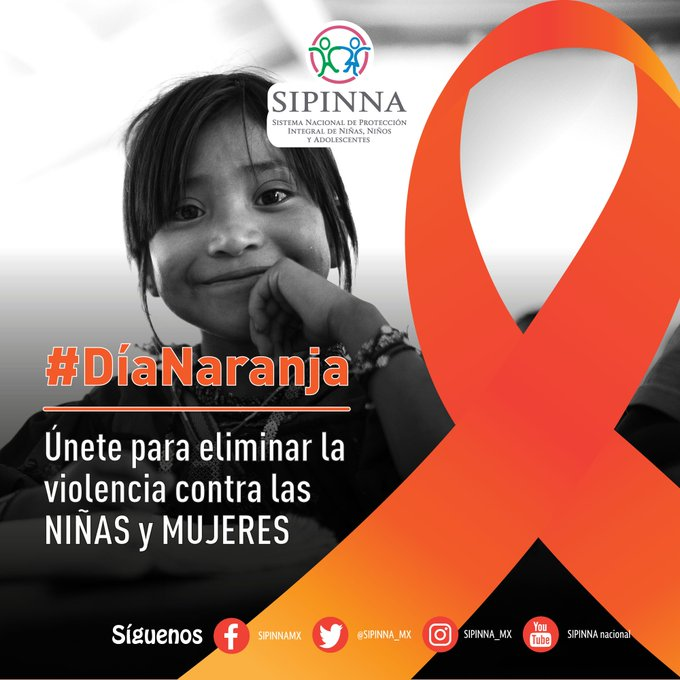 SIPINNA
SISTEMA NACIONAL DE PROTECCIÓN
INTEGRAL DE NIÑAS, NIÑOS
Y ADOLESCENTES
#DíaNaranja
Únete para eliminar la
violencia contra las
NIÑAS y MUJERES
Síguenos SIPINNAMX @SIPINNA_MX SIPINNA_MX You Tube SIPINNA nacional